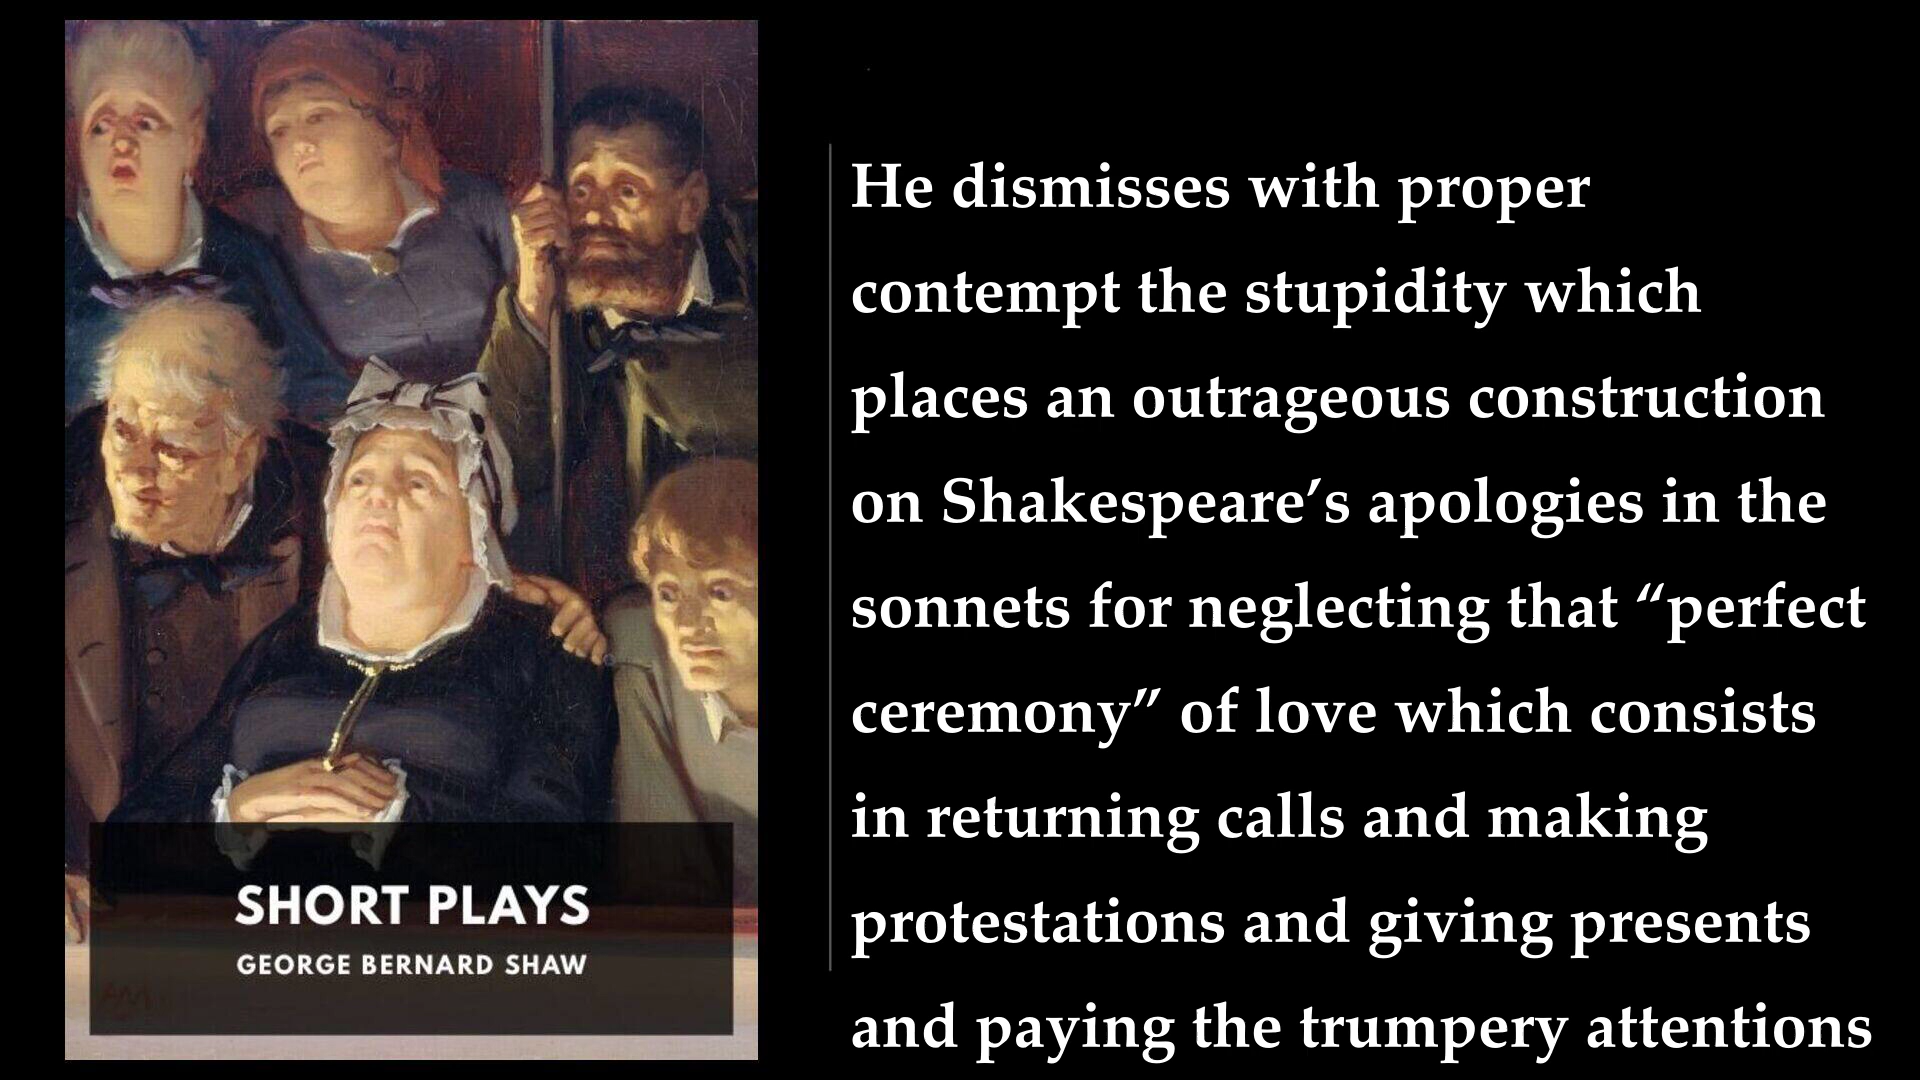 SHORT PLAYS
GEORGE BERNARD SHAW
He dismisses with proper
contempt the stupidity which
places an outrageous construction
on Shakespeare’s apologies in the
sonnets for neglecting that “perfect
ceremony” of love which consists
in returning calls and making
protestations and giving presents
and paying the trumpery attentions